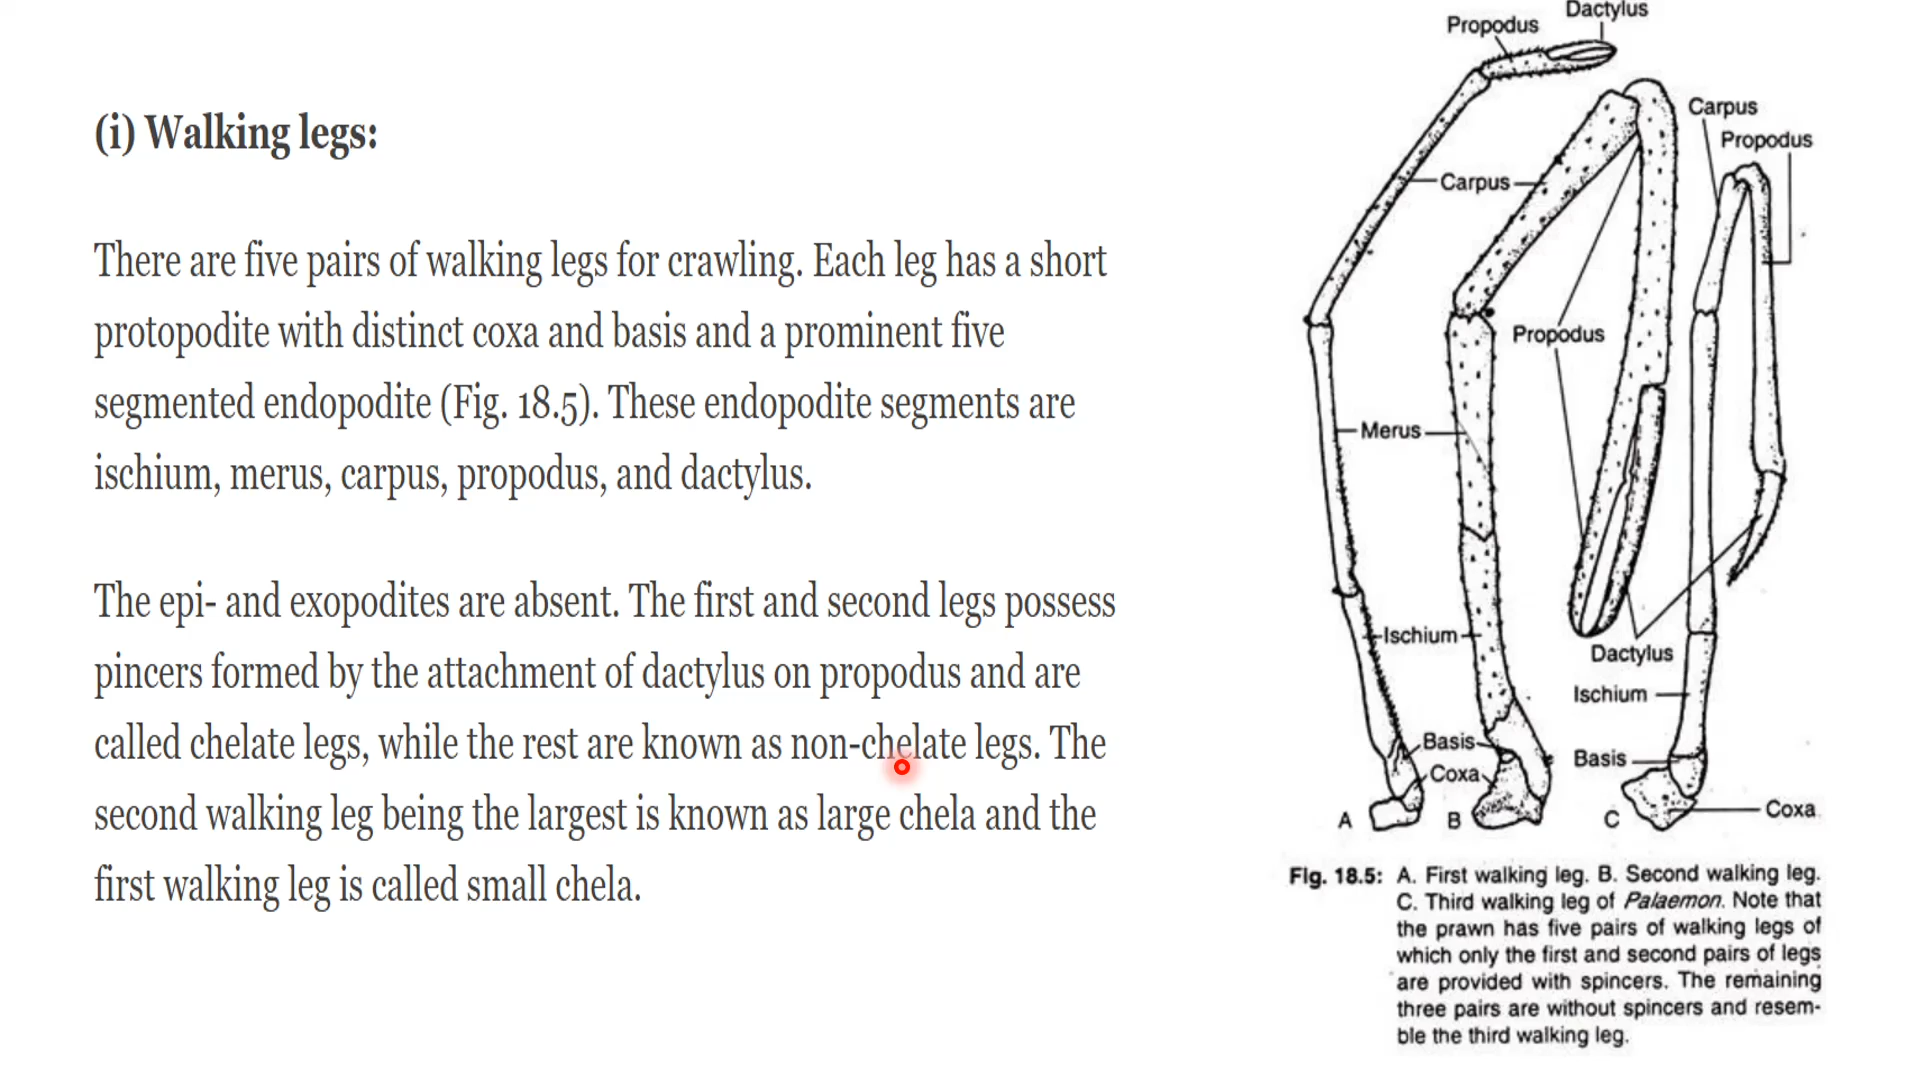 (i) Walking legs:
There are five pairs of walking legs for crawling. Each leg has a short
protopodite with distinct coxa and basis and a prominent five
segmented endopodite (Fig. 18.5). These endopodite segments are
ischium, merus, carpus, propodus, and dactylus.
The epi- and exopodites are absent. The first and second legs possess
pincers formed by the attachment of dactylus on propodus and are
called chelate legs, while the rest are known as non-chelate legs. The
second walking leg being the largest is known as large chela and the
first walking leg is called small chela.
Dactylus
Propodus
Carpus
Propodus
Carpus
Propodus
Merus
Ischium
Dactylus
Ischium
Basis
Basis
Coxa
Coxa
A
B
C
Fig. 18.5: A. First walking leg. B. Second walking leg.
C. Third walking leg of Palaemon. Note that
the prawn has five pairs of walking legs of
which only the first and second pairs of legs
are provided with spincers. The remaining
three pairs are without spincers and resem-
ble the third walking leg.